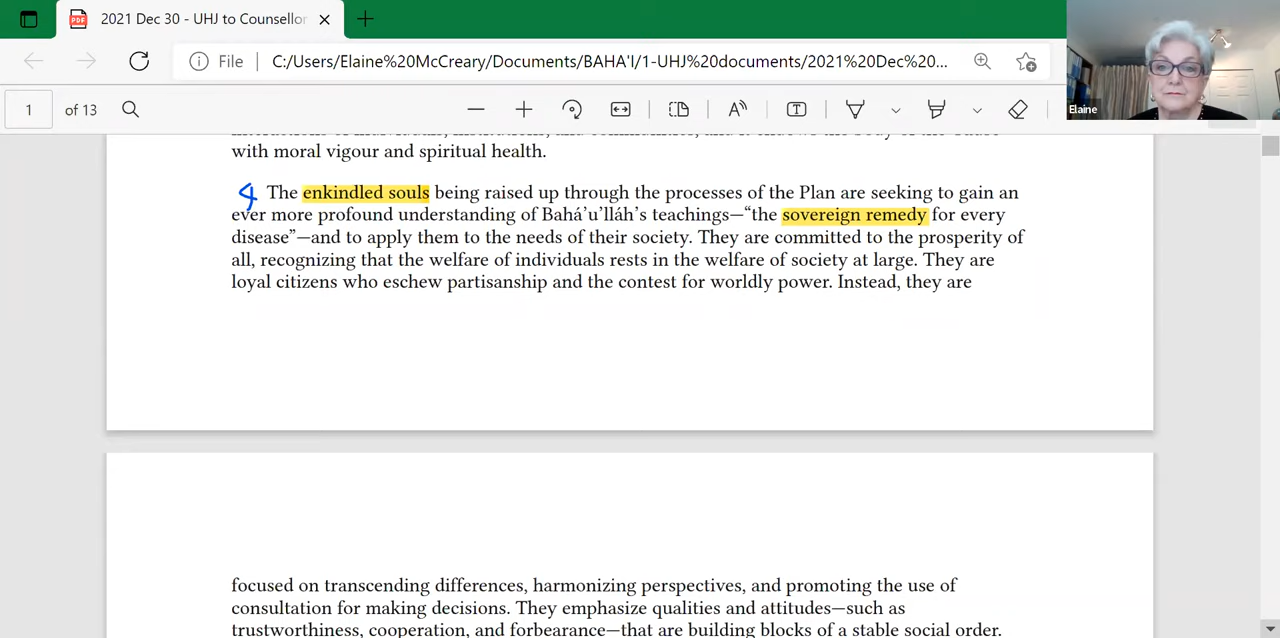 2021 Dec 30 - UHJ to Counsellor
File
C:/Users/Elaine%20McCreary/Documents/BAHA'I/1-UHJ%20documents/2021%20Dec%20...
Elaine
1 of 13
with moral vigour and spiritual health.
4 The enkindled souls being raised up through the processes of the Plan are seeking to gain an
ever more profound understanding of Bahá’u’lláh’s teachings—“the sovereign remedy for every
disease”—and to apply them to the needs of their society. They are committed to the prosperity of
all, recognizing that the welfare of individuals rests in the welfare of society at large. They are
loyal citizens who eschew partisanship and the contest for worldly power. Instead, they are
focused on transcending differences, harmonizing perspectives, and promoting the use of
consultation for making decisions. They emphasize qualities and attitudes—such as
trustworthiness, cooperation, and forbearance—that are building blocks of a stable social order.